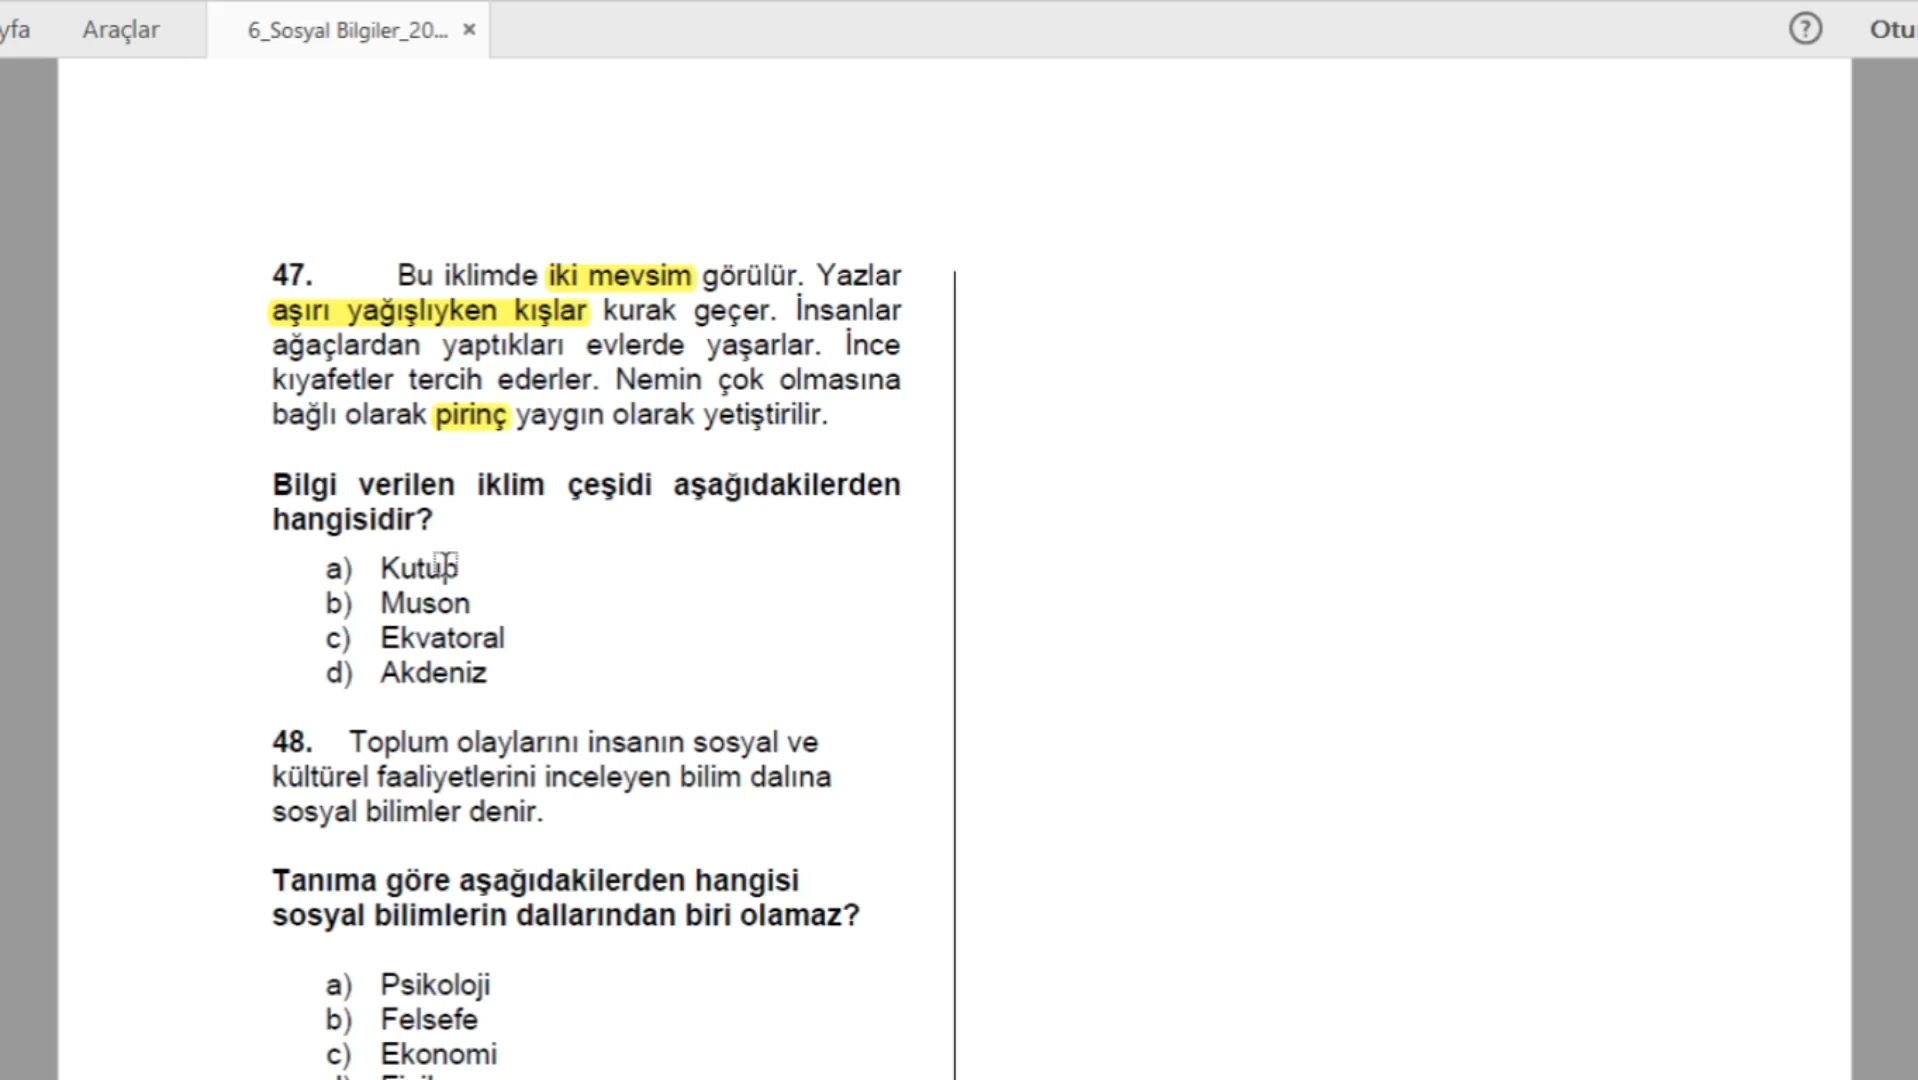 yfa Araçlar 6_Sosyal Bilgiler_20... × ? Otu
47. Bu iklimde iki mevsim görülür. Yazlar
aşırı yağışlıyken kışlar kurak geçer. İnsanlar
ağaçlardan yaptıkları evlerde yaşarlar. İnce
kıyafetler tercih ederler. Nemin çok olmasına
bağlı olarak pirinç yaygın olarak yetiştirilir.
Bilgi verilen iklim çeşidi aşağıdakilerden
hangisidir?
a) Kutup
b) Muson
c) Ekvatoral
d) Akdeniz
48. Toplum olaylarını insanın sosyal ve
kültürel faaliyetlerini inceleyen bilim dalına
sosyal bilimler denir.
Tanıma göre aşağıdakilerden hangisi
sosyal bilimlerin dallarından biri olamaz?
a) Psikoloji
b) Felsefe
c) Ekonomi